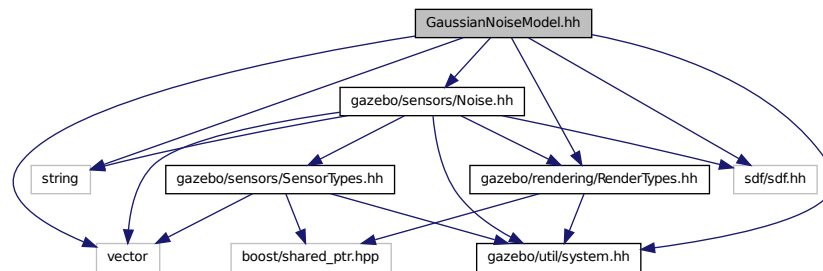 GaussianNoiseModel.hh
gazebo/sensors/Noise.hh
string
gazebo/sensors/SensorTypes.hh
gazebo/rendering/RenderTypes.hh
sdf/sdf.hh
vector
boost/shared_ptr.hpp
gazebo/util/system.hh